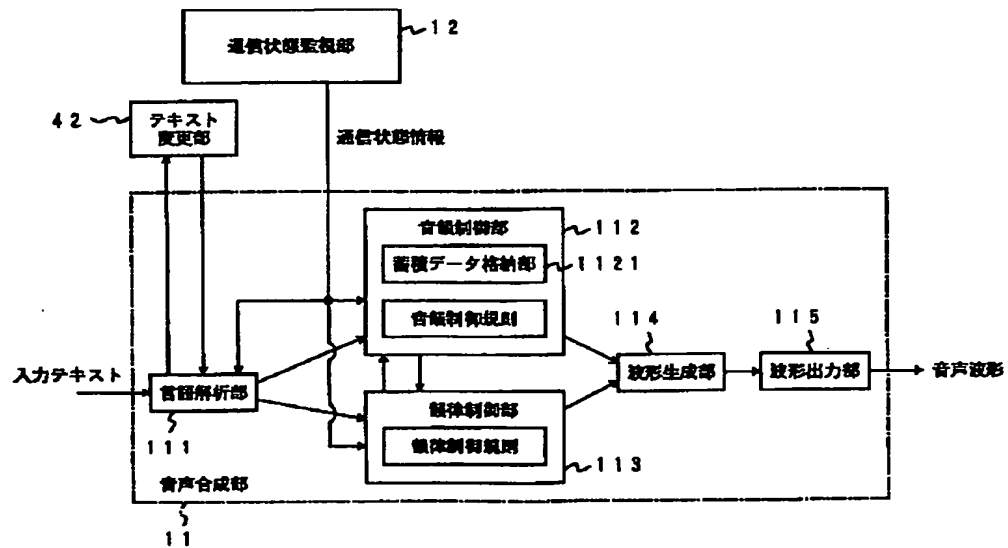 通信状態監視部
12
42
テキスト
変更部
通信状態情報
音韻制御部
112
蓄積データ格納部
1121
音韻制御規則
114
115
入力テキスト
言語解析部
波形生成部
波形出力部
音声波形
韻律制御部
111
韻律制御規則
113
音声合成部
11